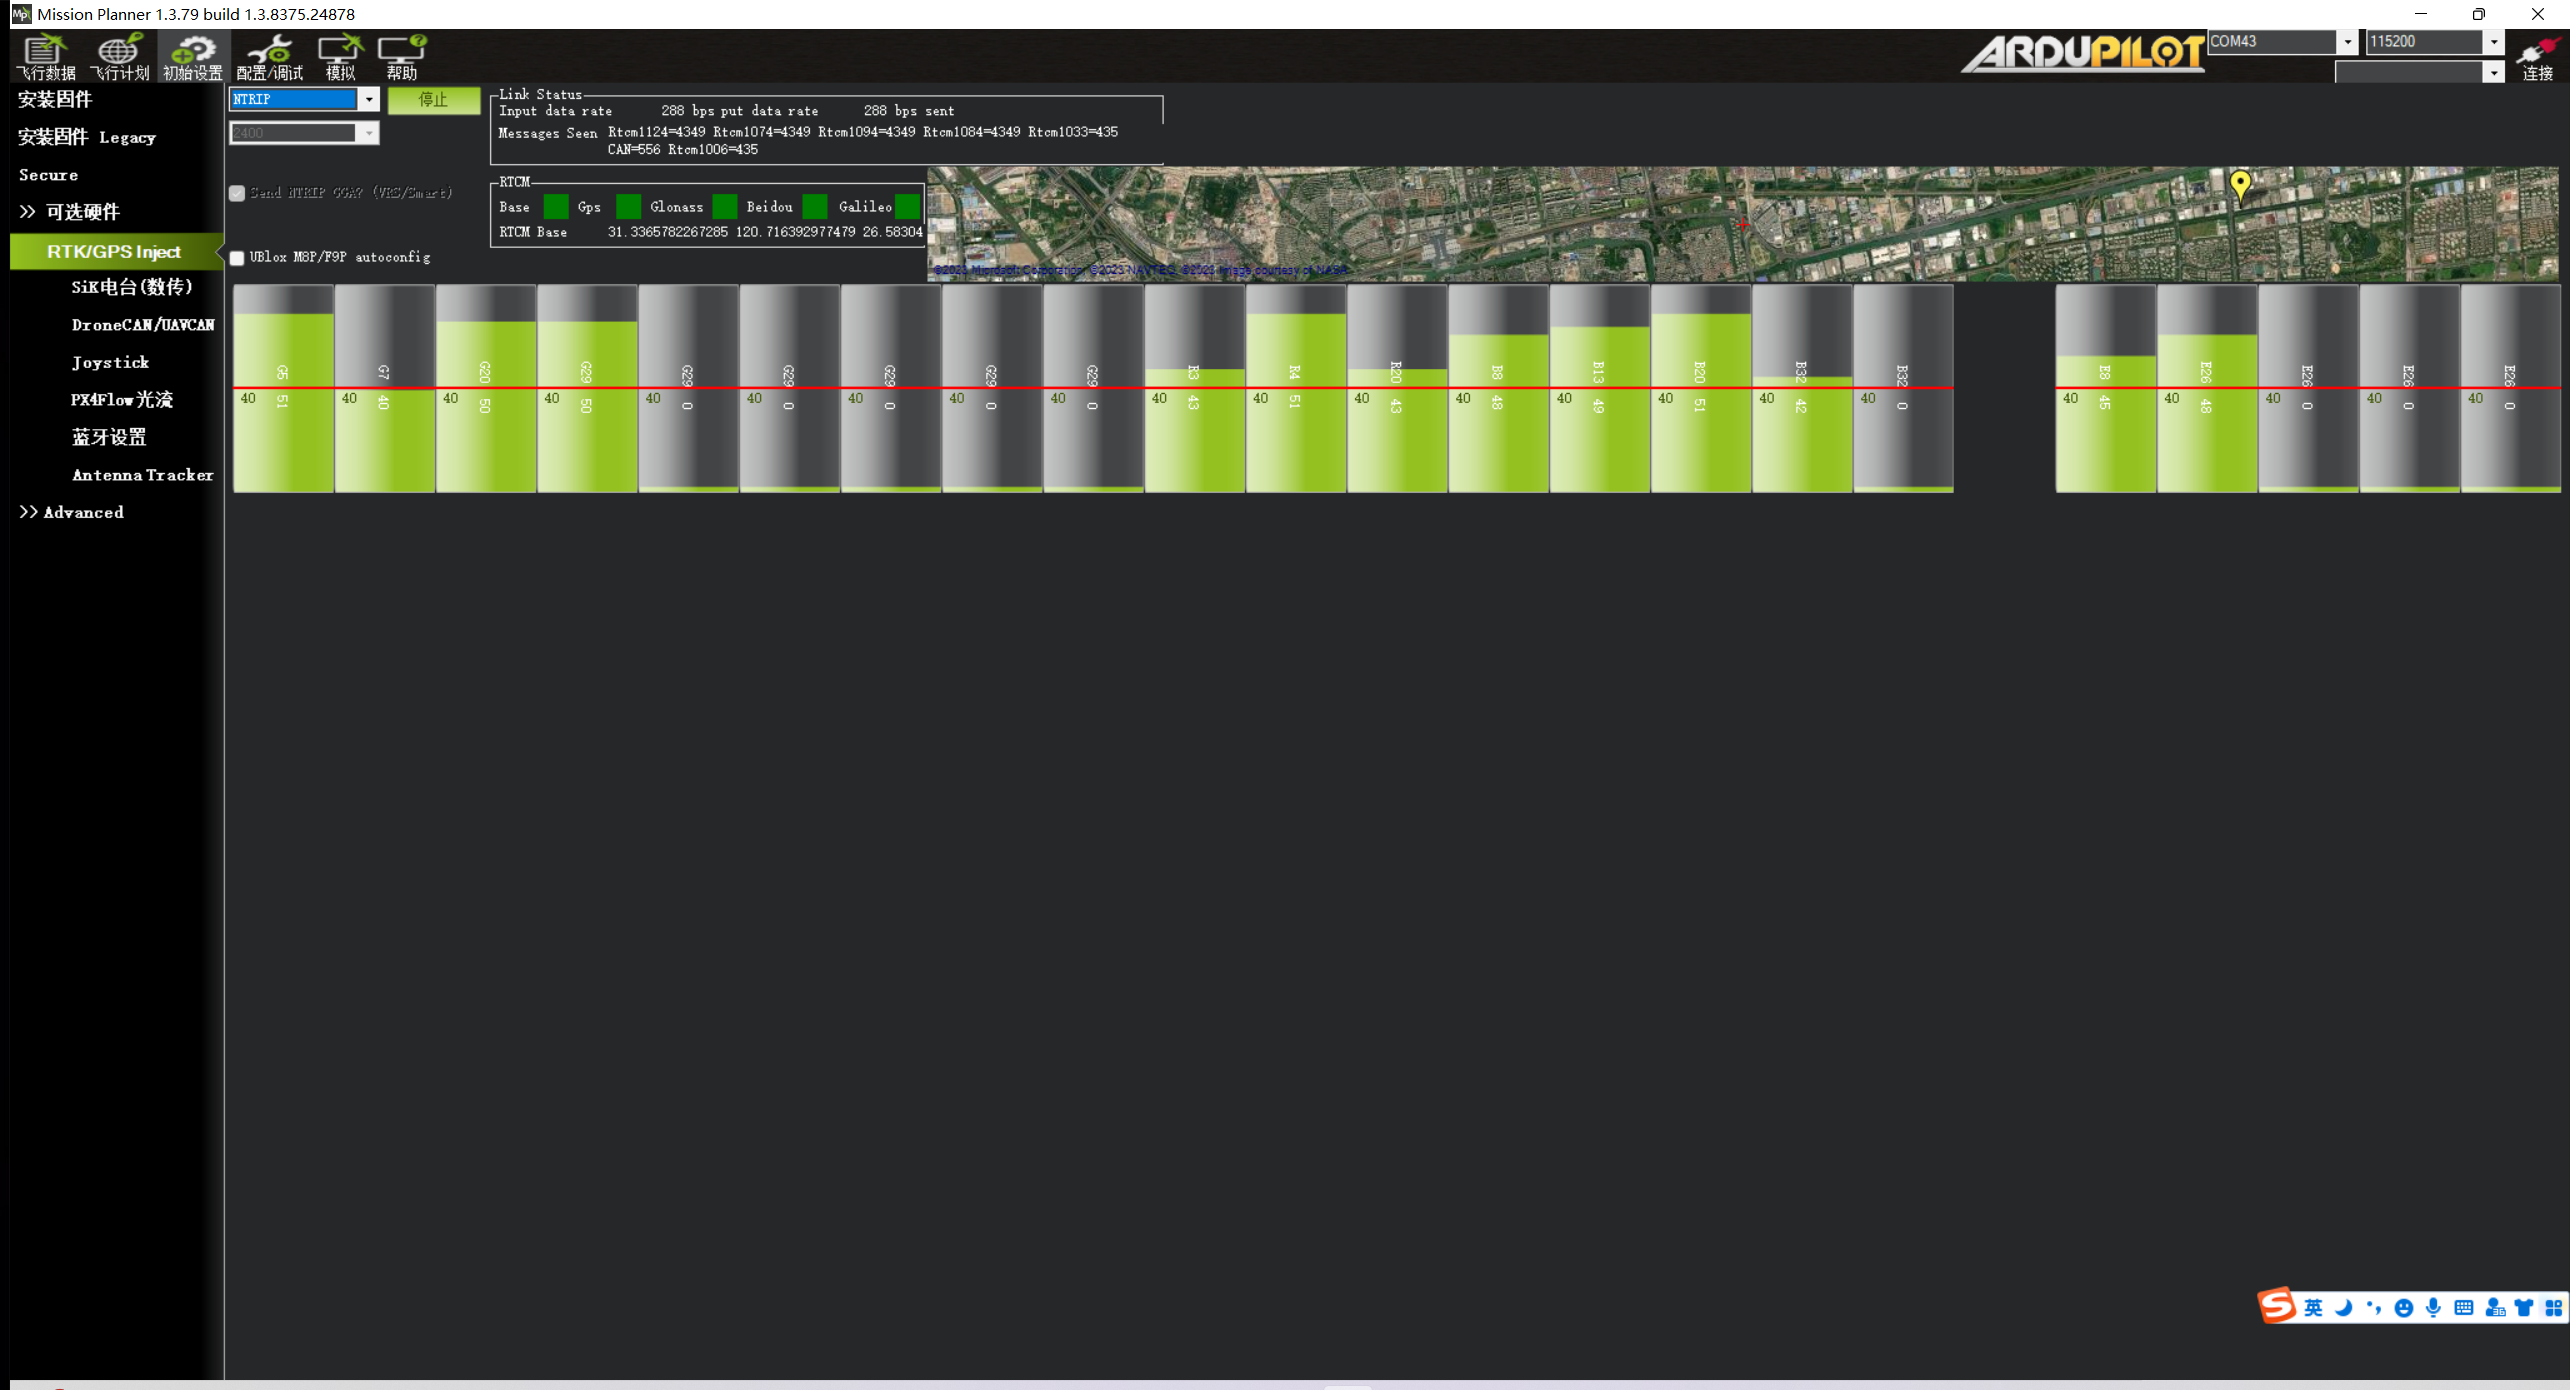 Mission Planner 1.3.79 build 1.3.8375.24878
飞行数据 飞行计划 初始设置 配置/调试 模拟 帮助
ARDUPILOT COM43 115200
连接
安装固件
安装固件 Legacy
Secure
>> 可选硬件
RTK/GPS Inject
SiK电台(数传)
DroneCAN/UAVCAN
Joystick
PX4Flow光流
蓝牙设置
Antenna Tracker
>> Advanced
NTRIP 停止
2400
Send NTRIP GGA? (VRS/Smart)
UBlox M8P/F9P autoconfig
Link Status
Input data rate 288 bps put data rate 288 bps sent
Messages Seen Rtcm1124=4349 Rtcm1074=4349 Rtcm1094=4349 Rtcm1084=4349 Rtcm1033=435
CAN=556 Rtcm1006=435
RTCM
Base Gps Glonass Beidou Galileo
RTCM Base 31.3365782267285 120.716392977479 26.58304
©2023 Microsoft Corporation, ©2023 NAVTEQ, ©2023 Image courtesy of NASA
G5 G7 G20 G29 G29 G29 G29 G29 G29 R3 R4 R20 B8 B13 B20 B32 B32 E8 E26 E26 E26 E26
40 51 40 40 40 50 40 50 40 0 40 0 40 0 40 0 40 0 40 43 40 51 40 43 40 48 40 49 40 51 40 42 40 0 40 45 40 48 40 0 40 0 40 0
英